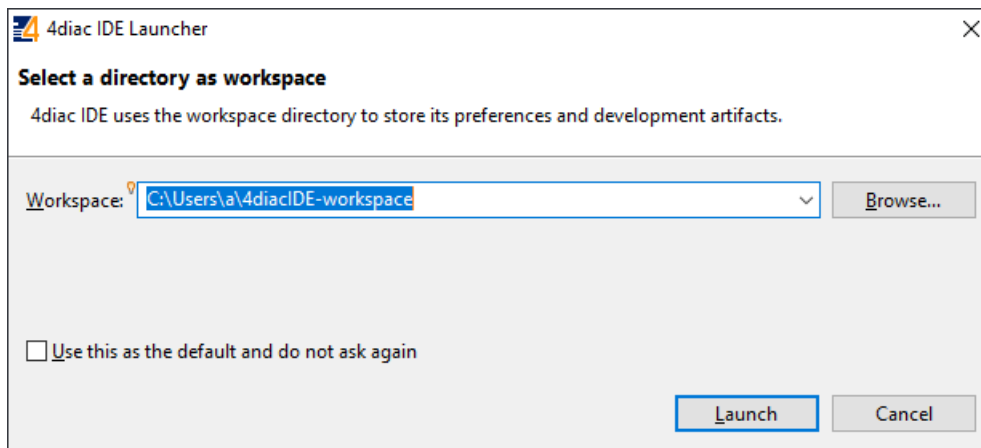 4diac IDE Launcher
Select a directory as workspace
4diac IDE uses the workspace directory to store its preferences and development artifacts.
Workspace: C:\Users\a\4diacIDE-workspace Browse...
Use this as the default and do not ask again
Launch Cancel